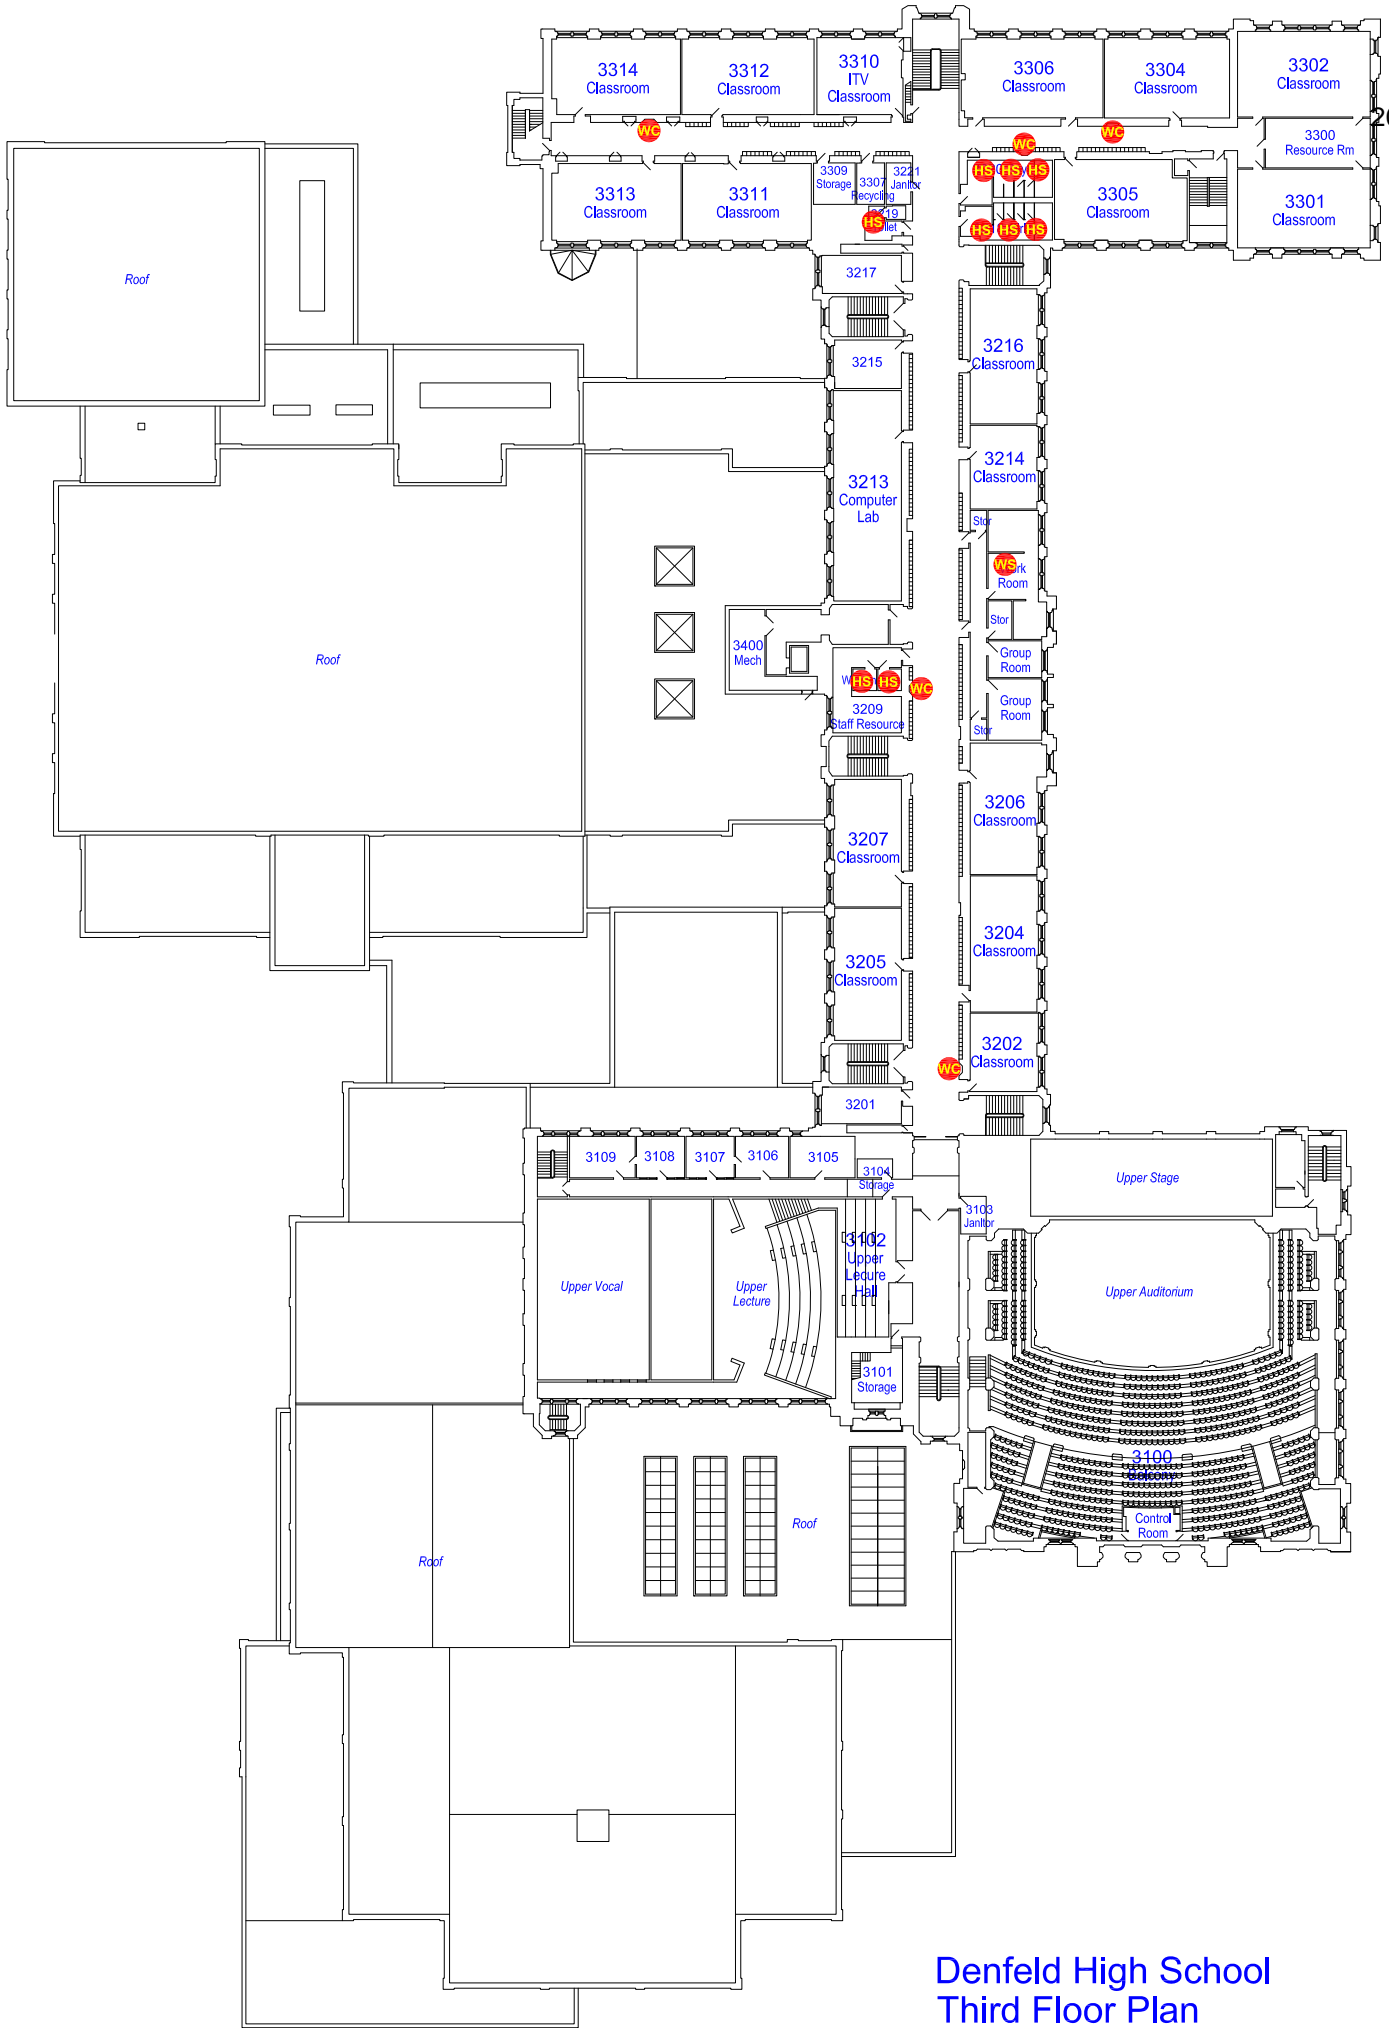 3314
Classroom
3312
Classroom
3310
ITV
Classroom
3306
Classroom
3304
Classroom
3302
Classroom
20
3300
Resource Rm
WC
WC
WC
3313
Classroom
3311
Classroom
3309
Storage
3307
Recycling
3221
Janitor
HS
HS
HS
3305
Classroom
3301
Classroom
3219
HS
HS
HS
HS
3217
Roof
3216
Classroom
3215
3214
Classroom
3213
Computer
Lab
Stor
WS
Room
Stor
Roof
3400
Mech
Group
Room
HS
HS
WC
Group
Room
3209
Staff Resource
Stor
3206
Classroom
3207
Classroom
3204
Classroom
3205
Classroom
3202
Classroom
WC
3201
3109
3108
3107
3106
3105
3104
Storage
Upper Stage
3103
Janitor
3102
Upper
Lecure
Hall
Upper Vocal
Upper
Lecture
Upper Auditorium
3101
Storage
3100
Balcony
Control
Room
Roof
Roof
Denfeld High School
Third Floor Plan